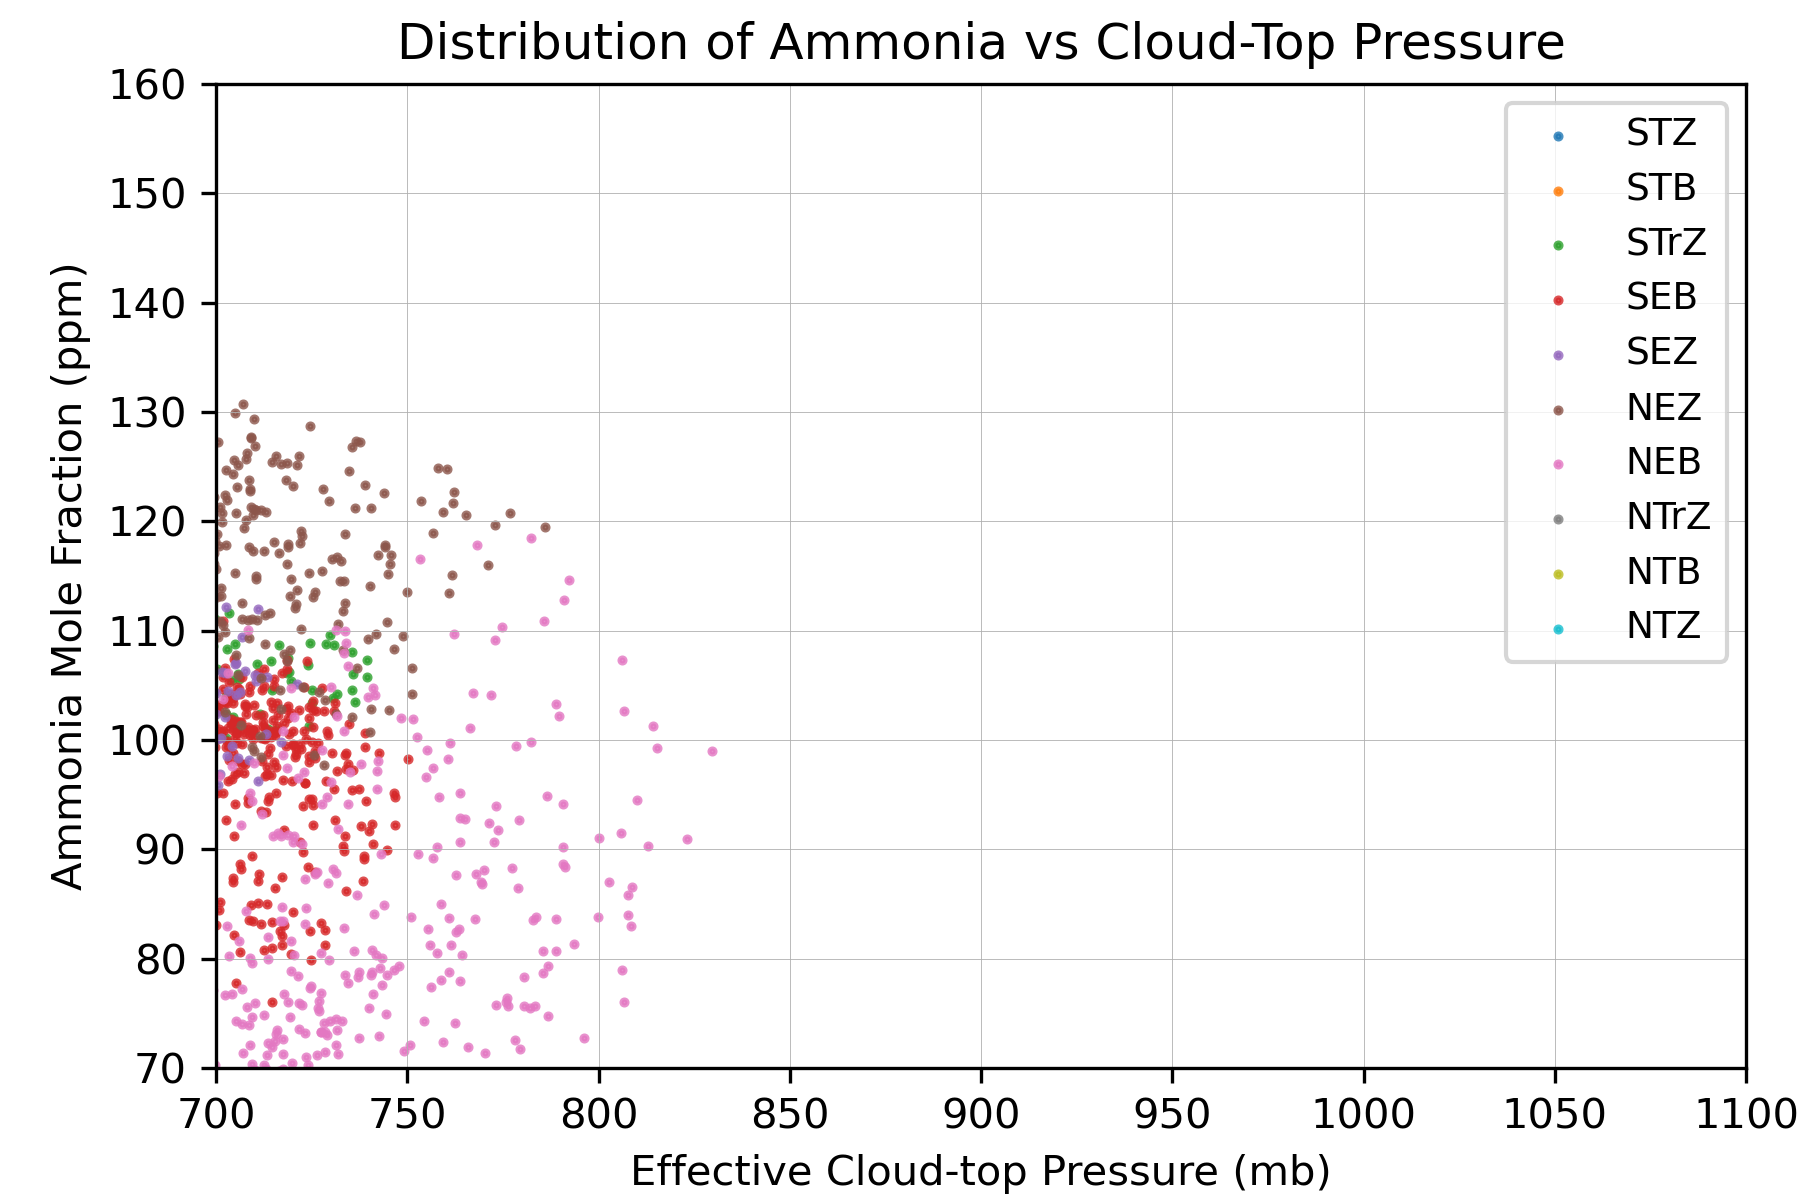 Distribution of Ammonia vs Cloud-Top Pressure
160
150
140
130
120
110
100
90
80
70
Ammonia Mole Fraction (ppm)
STZ
STB
STrZ
SEB
SEZ
NEZ
NEB
NTrZ
NTB
NTZ
700 750 800 850 900 950 1000 1050 1100
Effective Cloud-top Pressure (mb)